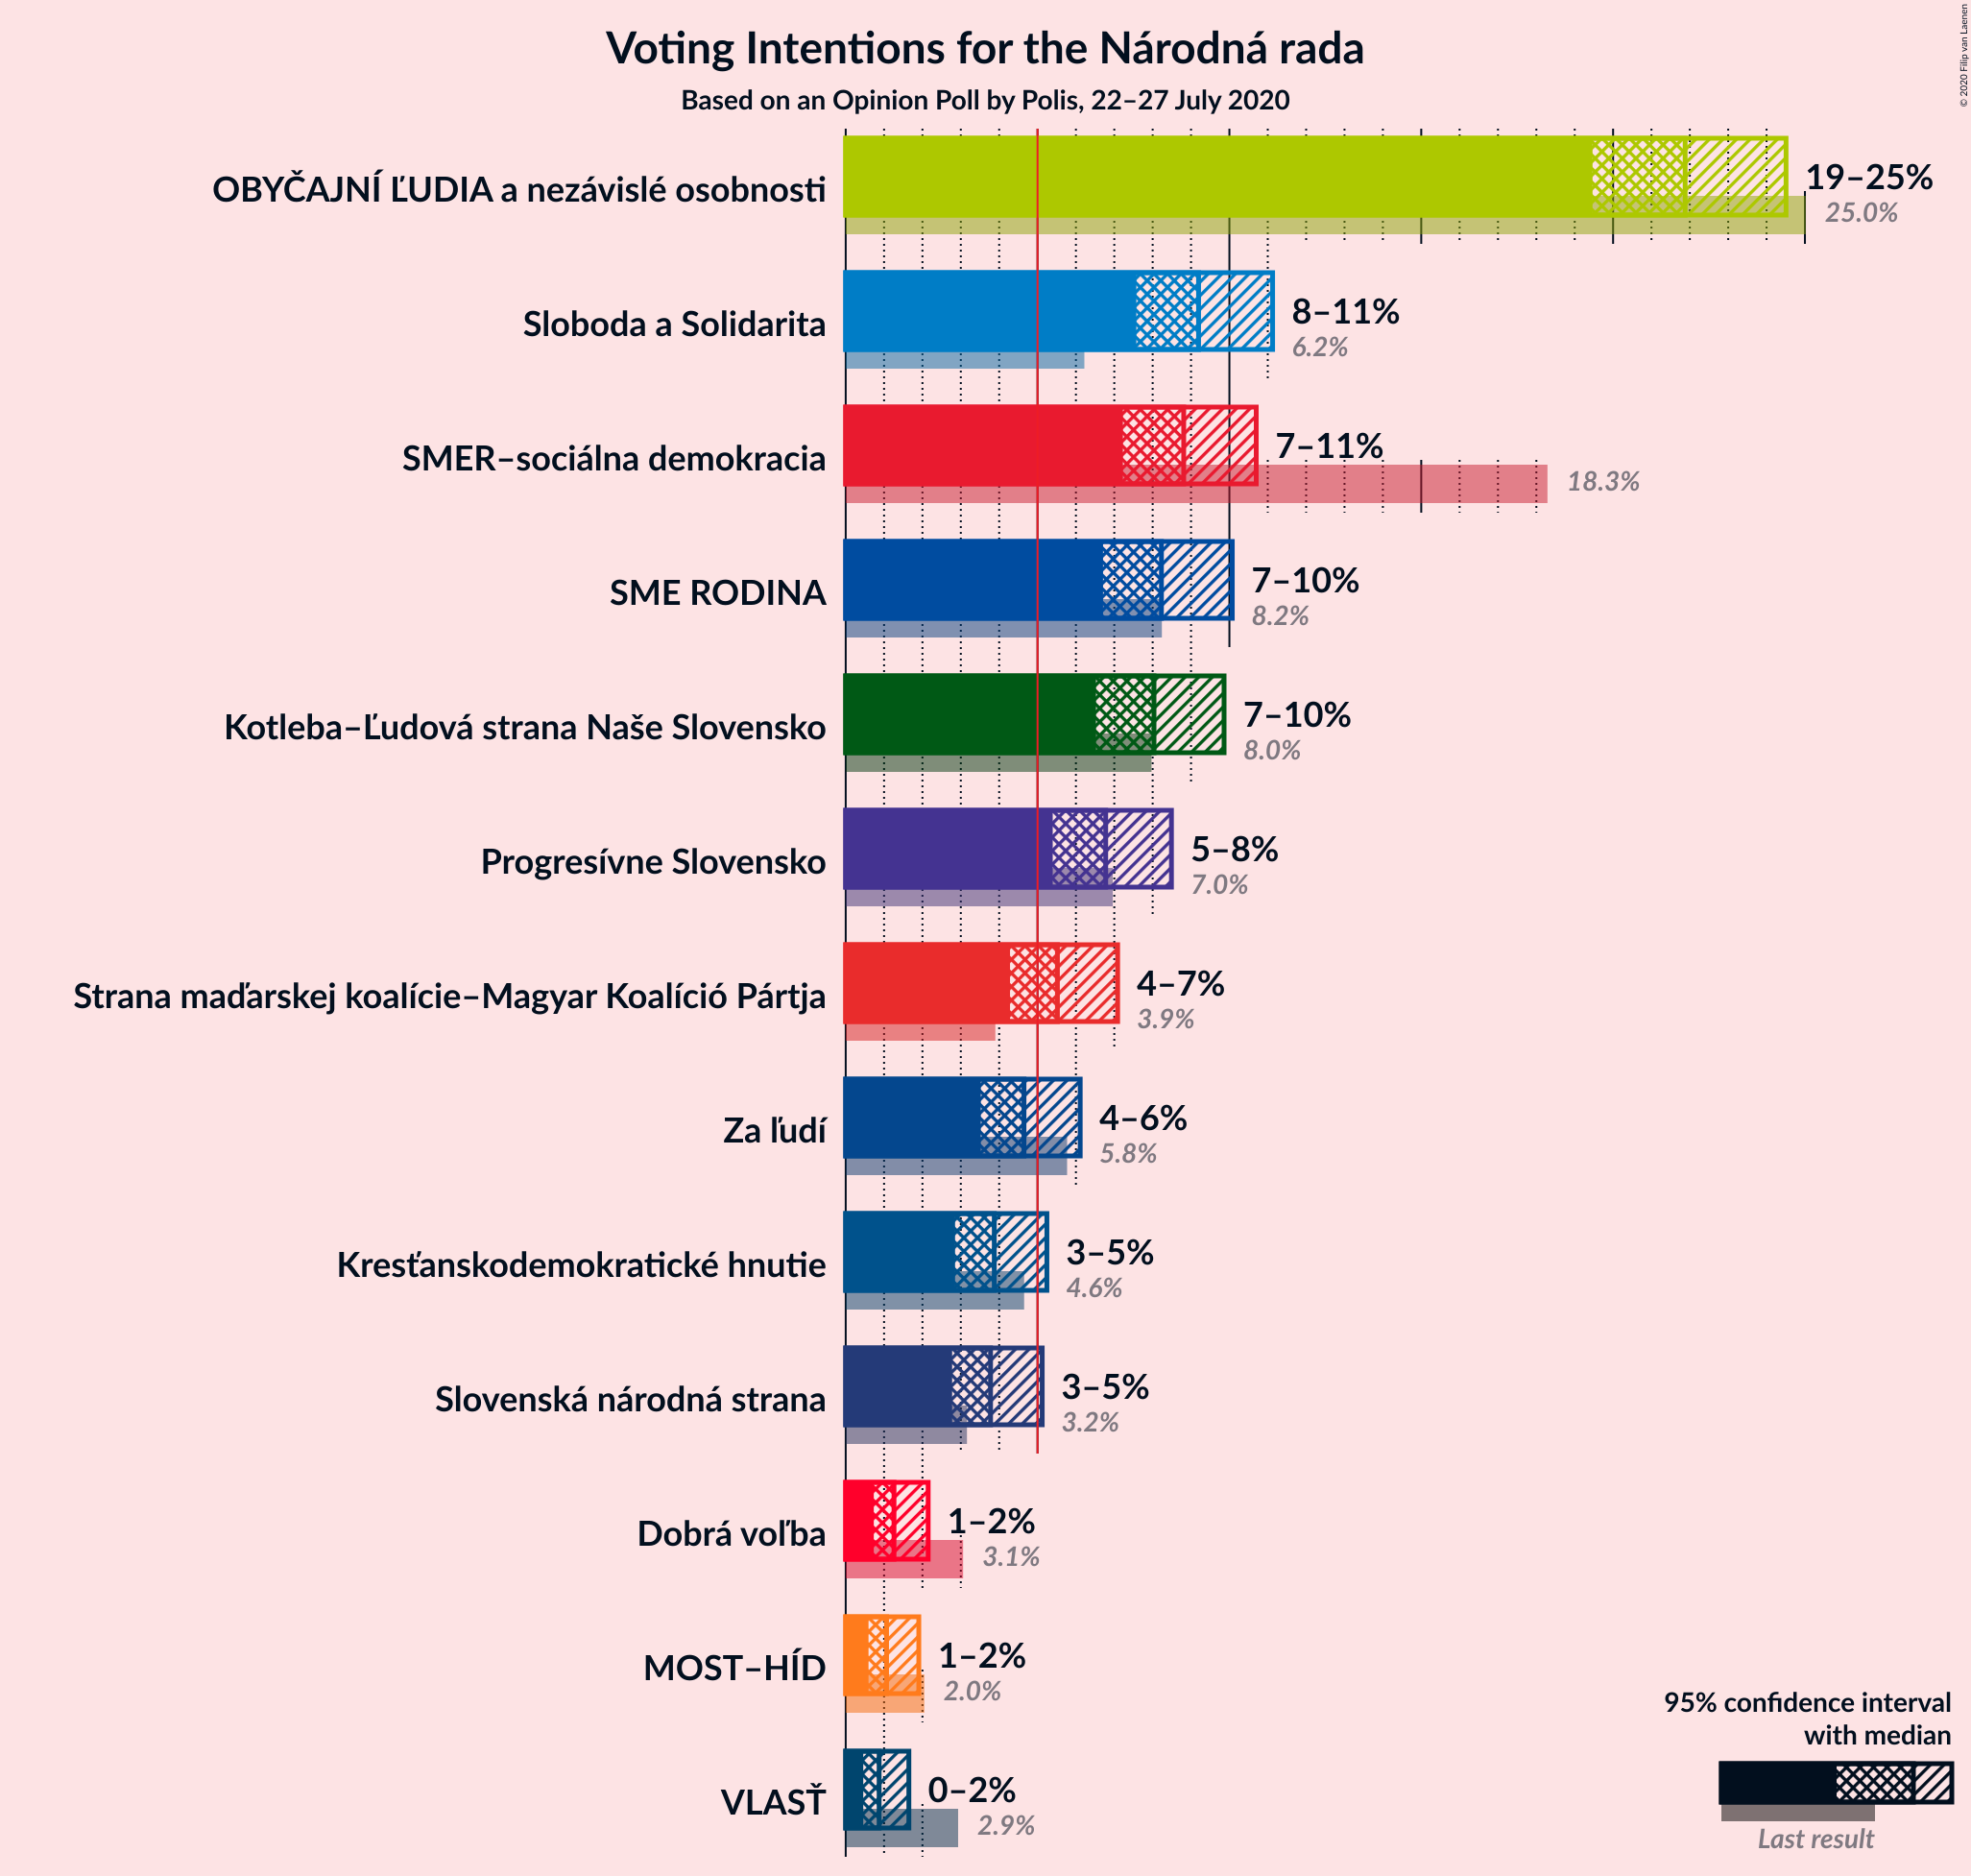 Voting Intentions for the Národná rada
Based on an Opinion Poll by Polis, 22–27 July 2020
© 2020 Filip van Laenen
OBYČAJNÍ ĽUDIA a nezávislé osobnosti
19–25%
25.0%
Sloboda a Solidarita
8–11%
6.2%
SMER–sociálna demokracia
7–11%
18.3%
SME RODINA
7–10%
8.2%
Kotleba–Ľudová strana Naše Slovensko
7–10%
8.0%
Progresívne Slovensko
5–8%
7.0%
Strana maďarskej koalície–Magyar Koalíció Pártja
4–7%
3.9%
Za ľudí
4–6%
5.8%
Kresťanskodemokratické hnutie
3–5%
4.6%
Slovenská národná strana
3–5%
3.2%
Dobrá voľba
1–2%
3.1%
MOST–HÍD
1–2%
2.0%
VLASŤ
0–2%
2.9%
95% confidence interval
with median
Last result